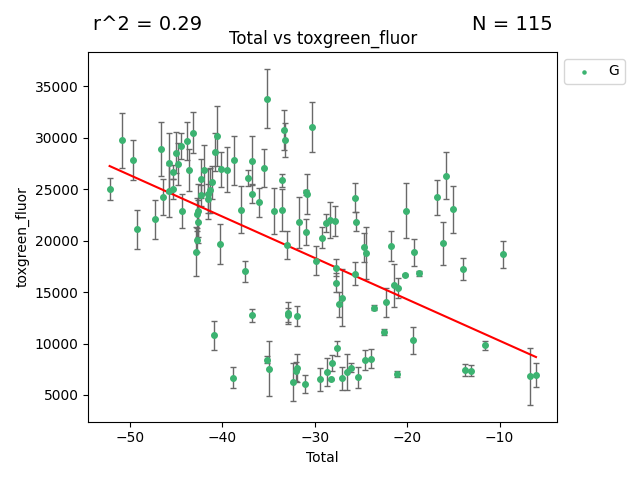 r^2 = 0.29
N = 115
Total vs toxgreen_fluor
G
35000
30000
25000
20000
15000
10000
5000
toxgreen_fluor
−50
−40
−30
−20
−10
Total